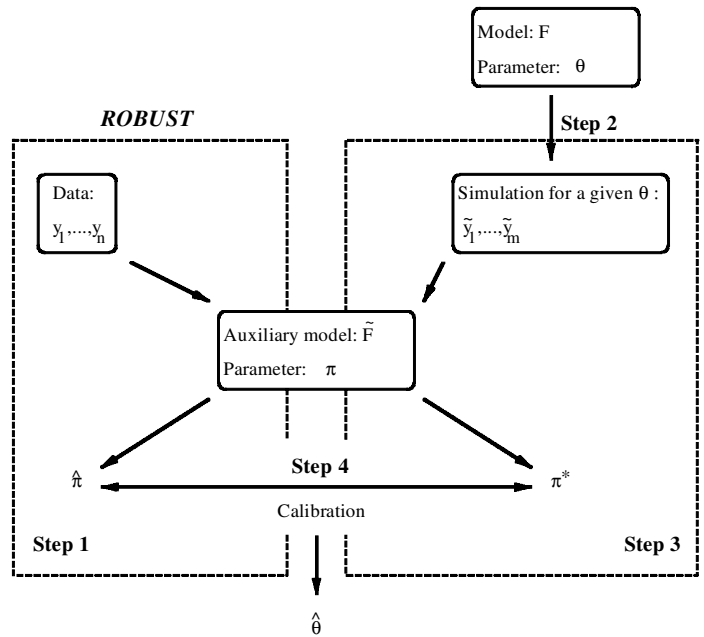 Model: F
Parameter: θ
ROBUST
Step 2
Data:
y1,...,yn
Simulation for a given θ :
ỹ1,...,ỹm
Auxiliary model: F̃
Parameter: π
Step 4
π̂
π*
Calibration
Step 1
Step 3
θ̂